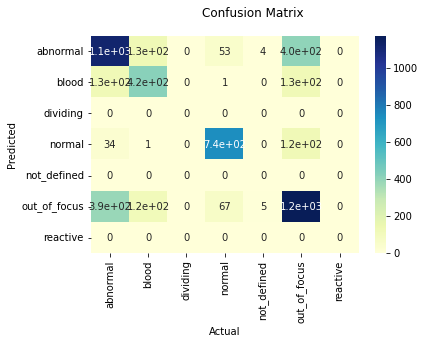 Confusion Matrix
abnormal 1.1e+03 1.3e+02 0 53 4 4.0e+02 0
blood 1.3e+02 4.2e+02 0 1 0 1.3e+02 0
dividing 0 0 0 0 0 0 0
normal 34 1 0 7.4e+02 0 1.2e+02 0
not_defined 0 0 0 0 0 0 0
out_of_focus 3.9e+02 1.2e+02 0 67 5 1.2e+03 0
reactive 0 0 0 0 0 0 0
Predicted
abnormal blood dividing normal not_defined out_of_focus reactive
Actual
1000
800
600
400
200
0